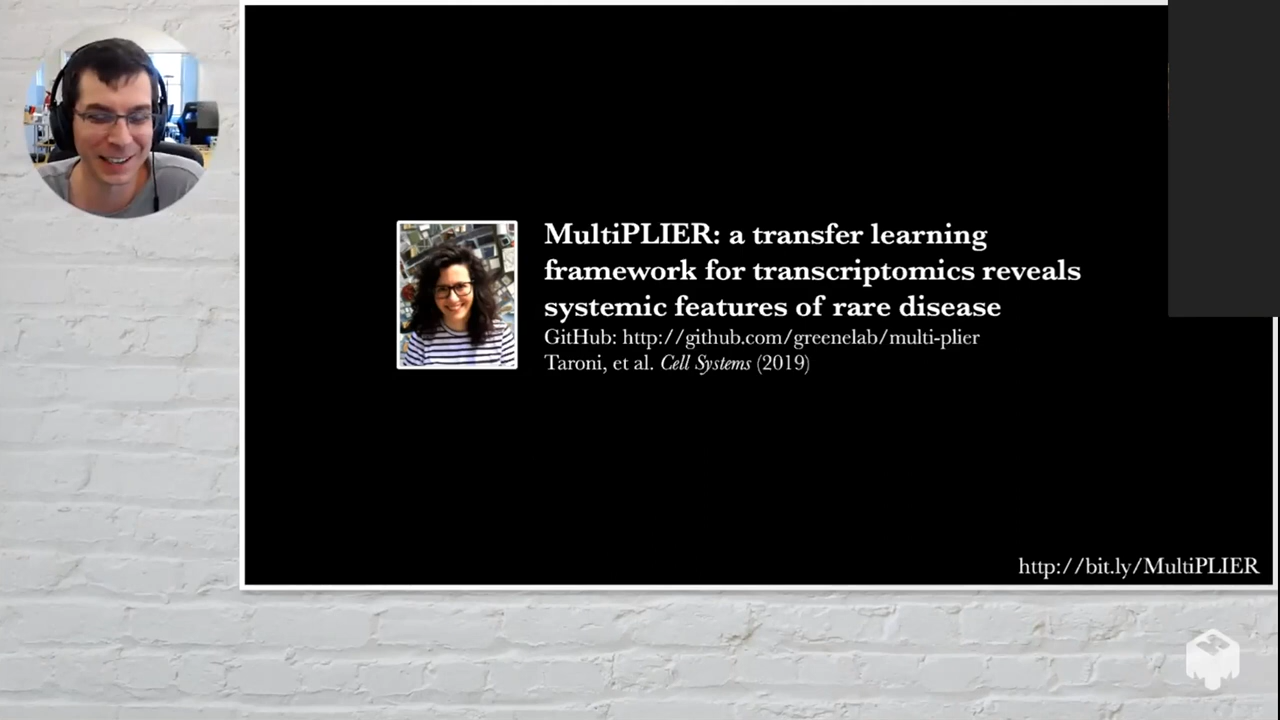 MultiPLIER: a transfer learning
framework for transcriptomics reveals
systemic features of rare disease
GitHub: http://github.com/greenelab/multi-plier
Taroni, et al. Cell Systems (2019)
http://bit.ly/MultiPLIER